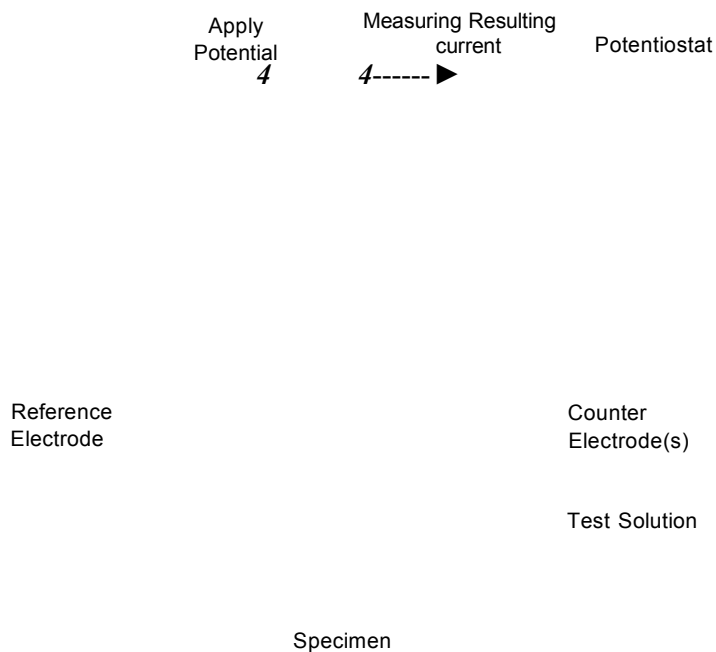 Apply
Potential
Measuring Resulting
current
Potentiostat
4
4------►
Reference
Electrode
Counter
Electrode(s)
Test Solution
Specimen